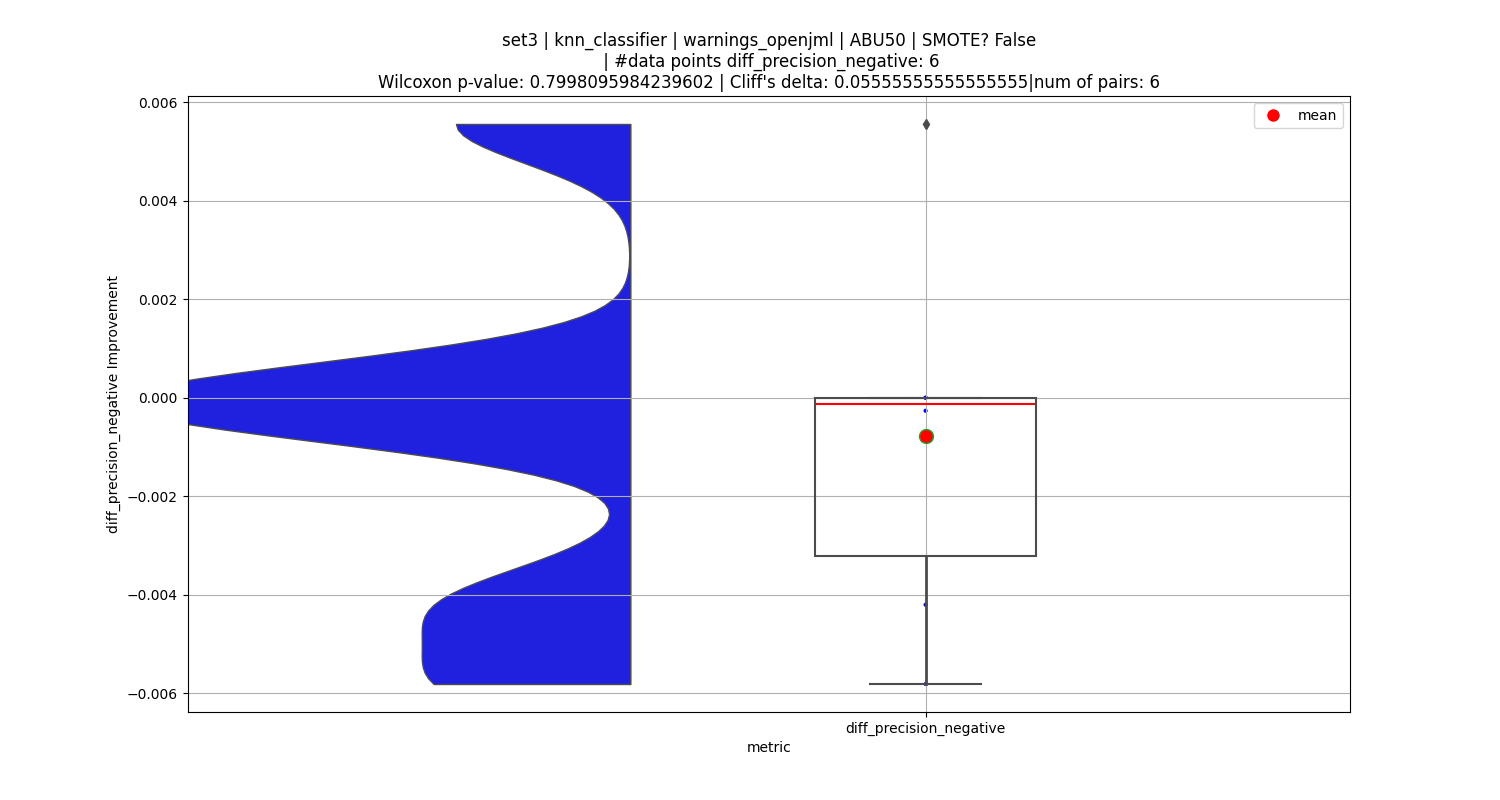 set3 | knn_classifier | warnings_openjml | ABU50 | SMOTE? False
| #data points diff_precision_negative: 6
Wilcoxon p-value: 0.7998095984239602 | Cliff's delta: 0.05555555555555555|num of pairs: 6
mean
0.006
0.004
0.002
0.000
−0.002
−0.004
−0.006
diff_precision_negative Improvement
diff_precision_negative
metric